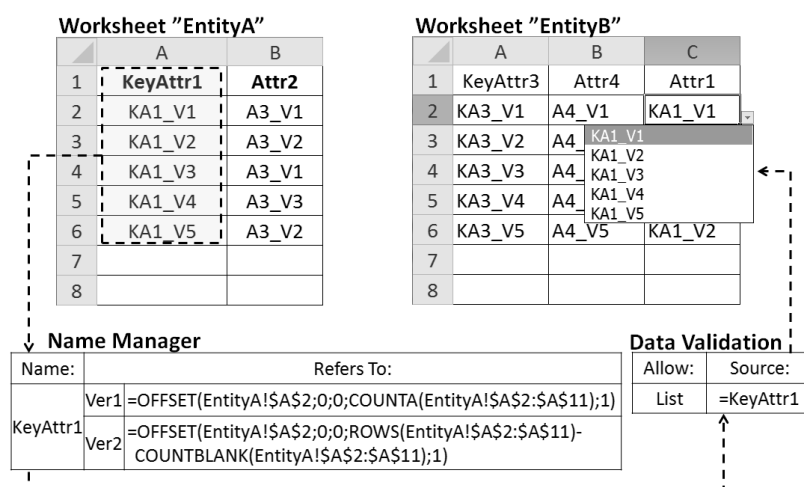 Worksheet ”EntityA” Worksheet ”EntityB”
A B A B C
1 KeyAttr1 Attr2 1 KeyAttr3 Attr4 Attr1
2 KA1_V1 A3_V1 2 KA3_V1 A4_V1 KA1_V1
3 KA1_V2 A3_V2 3 KA3_V2 A4_ KA1_V1
KA1_V2
4 KA1_V3 A3_V1 4 KA3_V3 A4_ KA1_V3
5 KA1_V4 A3_V3 5 KA3_V4 A4_ KA1_V4
KA1_V5
6 KA1_V5 A3_V2 6 KA3_V5 A4_V5 KA1_V2
7 7
8 8
Name Manager Data Validation
Name: Refers To: Allow: Source:
Ver1 =OFFSET(EntityA!$A$2;0;0;COUNTA(EntityA!$A$2:$A$11);1) List =KeyAttr1
KeyAttr1
Ver2 =OFFSET(EntityA!$A$2;0;0;ROWS(EntityA!$A$2:$A$11)-
COUNTBLANK(EntityA!$A$2:$A$11);1)